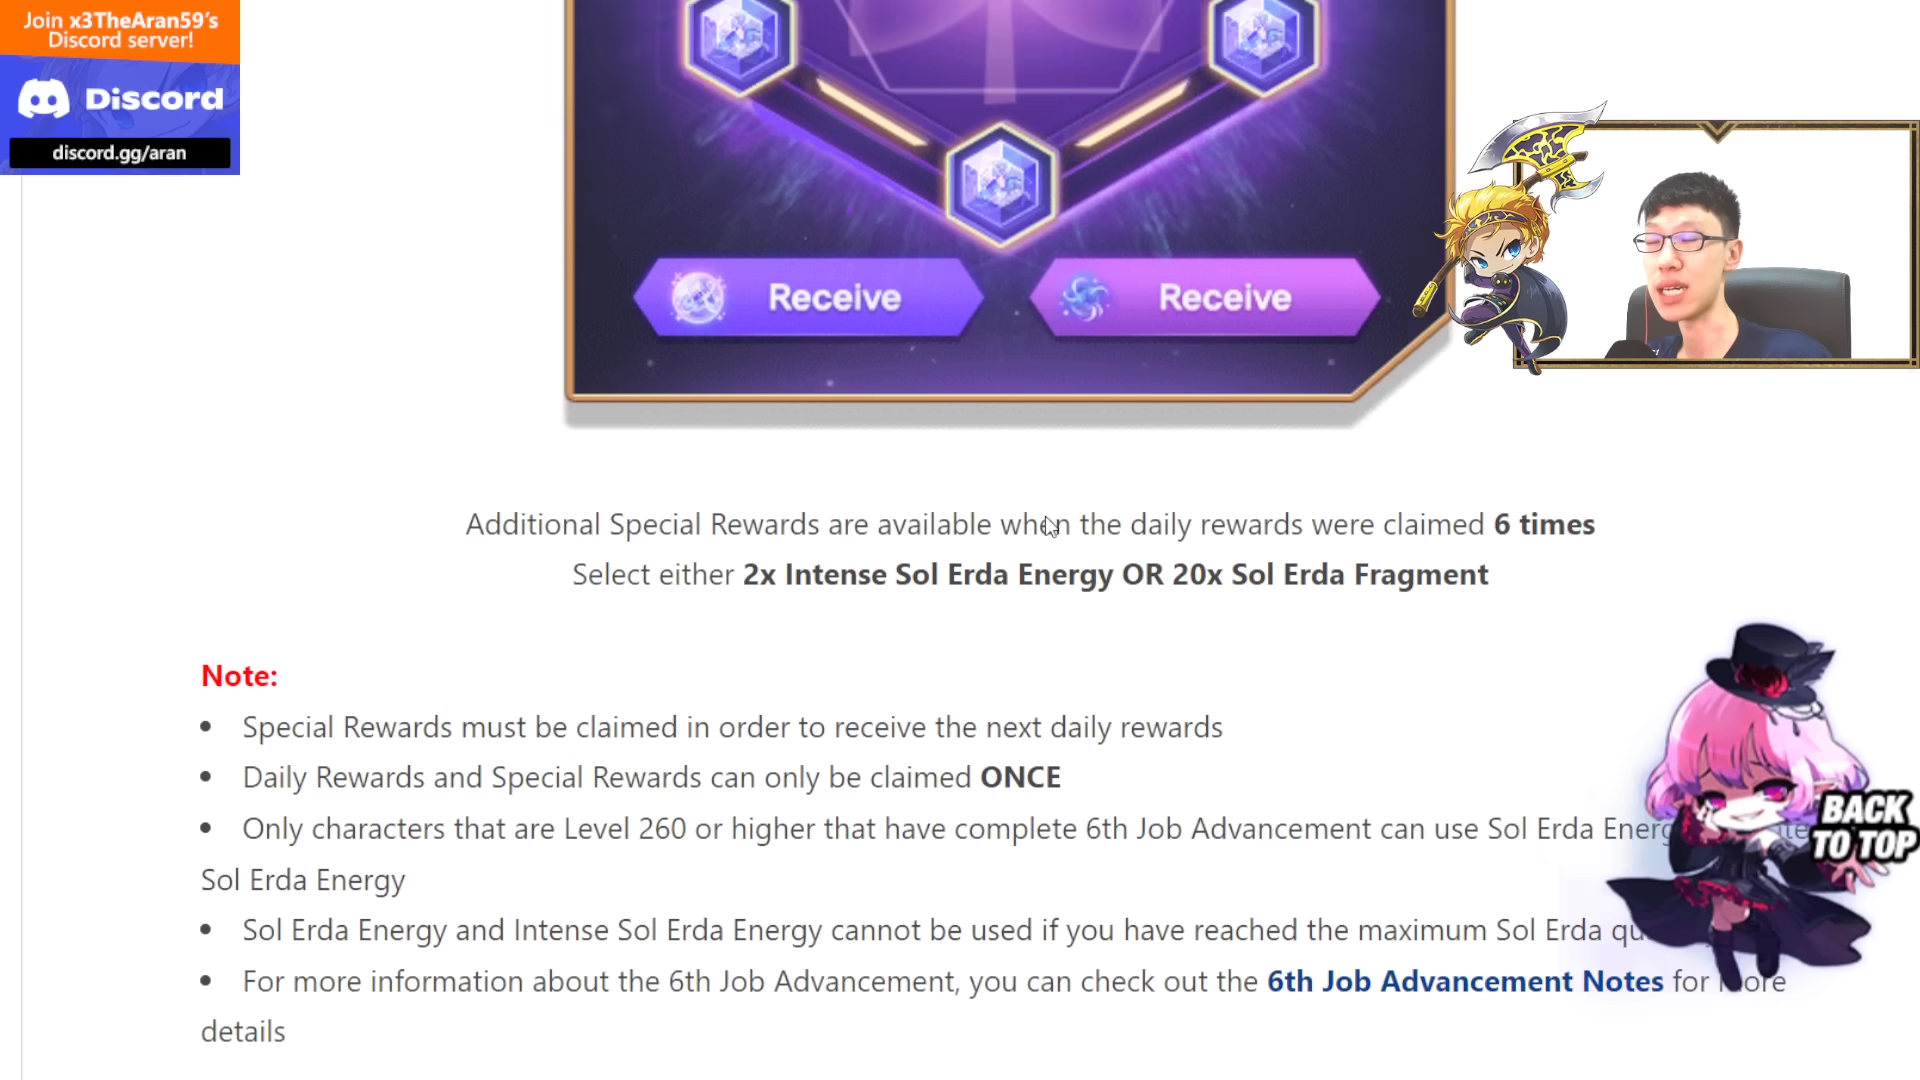 Join x3TheAran59's
Discord server!
Discord
discord.gg/aran
Receive
Receive
Additional Special Rewards are available when the daily rewards were claimed 6 times
Select either 2x Intense Sol Erda Energy OR 20x Sol Erda Fragment
Note:
• Special Rewards must be claimed in order to receive the next daily rewards
• Daily Rewards and Special Rewards can only be claimed ONCE
• Only characters that are Level 260 or higher that have complete 6th Job Advancement can use Sol Erda
Sol Erda Energy
• Sol Erda Energy and Intense Sol Erda Energy cannot be used if you have reached the maximum Sol Erda
• For more information about the 6th Job Advancement, you can check out the 6th Job Advancement Notes for more
details
BACK
TO TOP